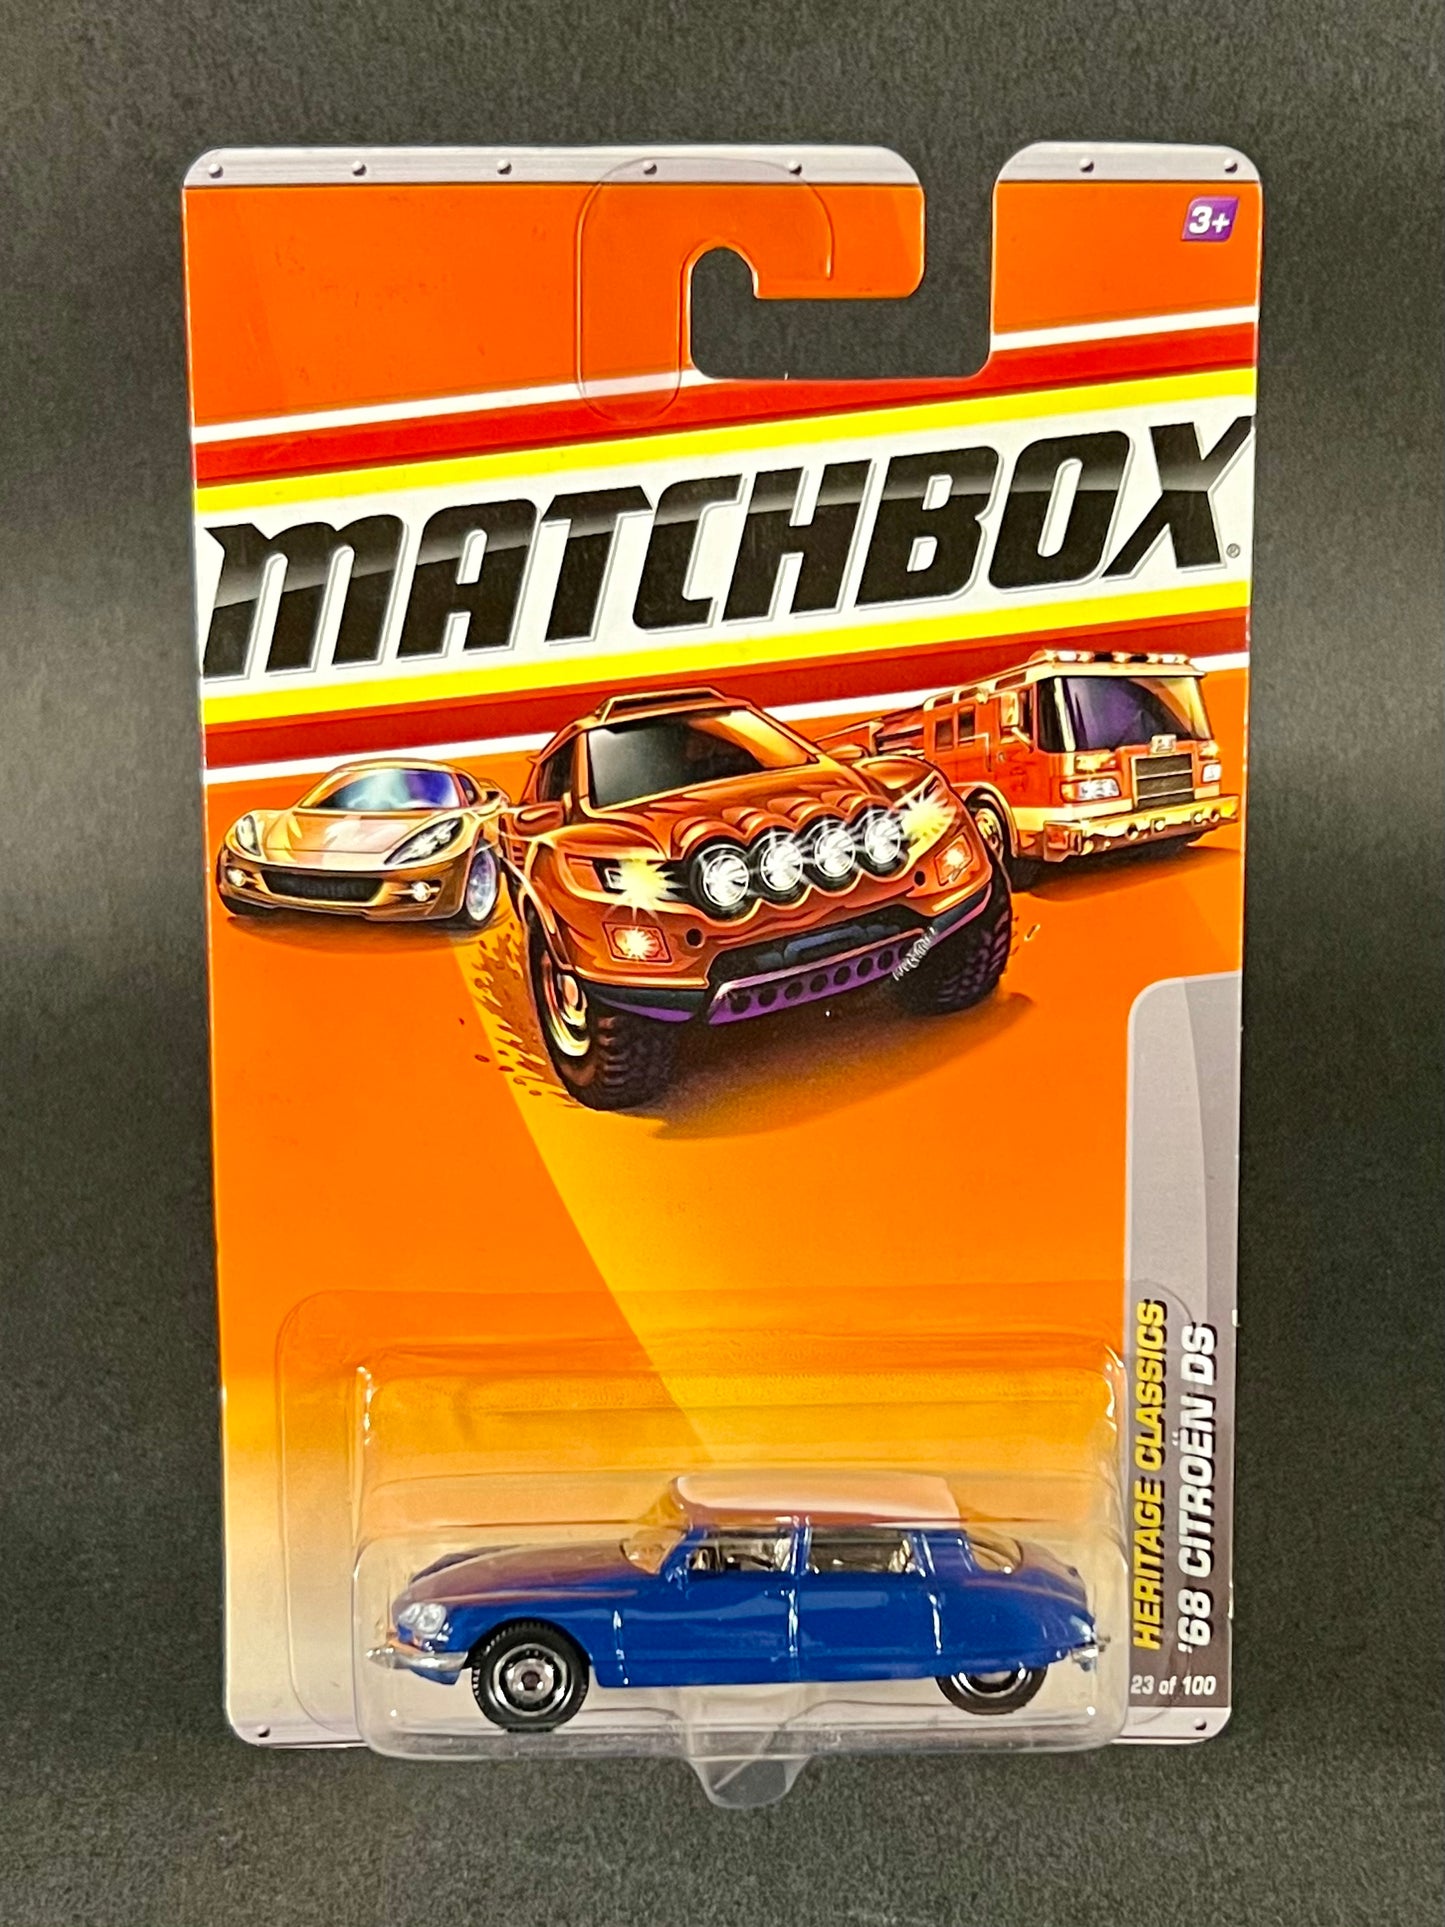 3+
MATCHBOX®
HERITAGE CLASSICS
'68 CITROËN DS
23 of 100